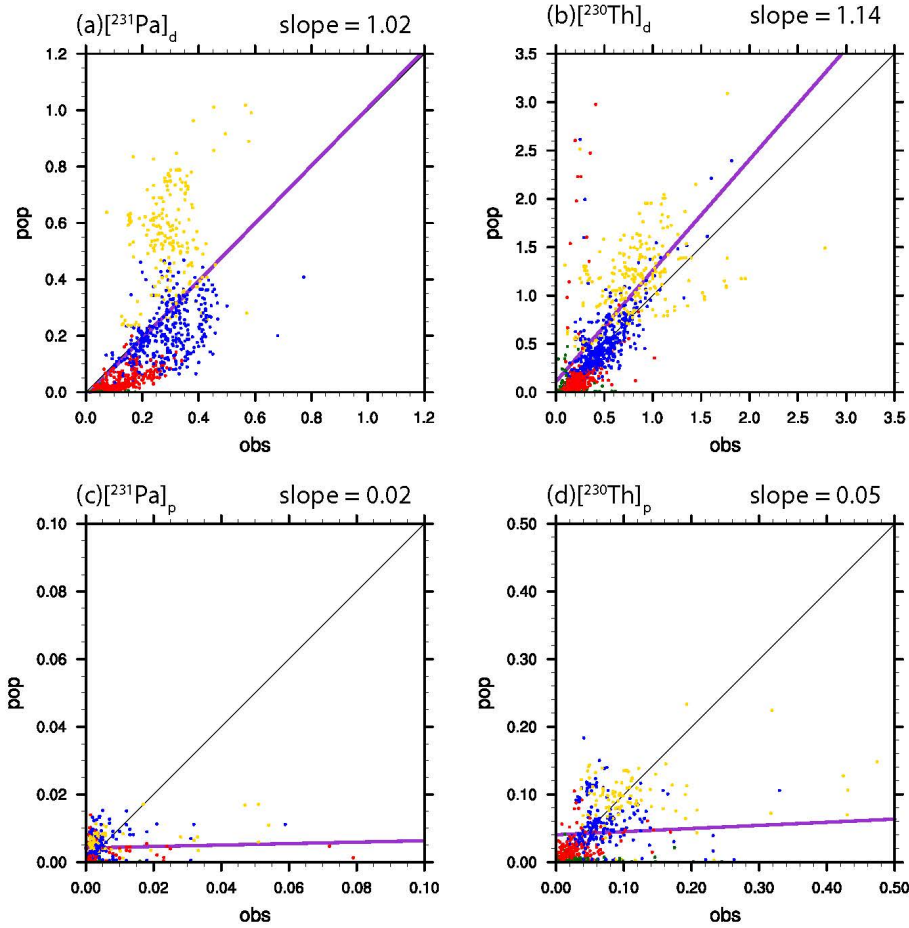 (a)[²³¹Pa]d slope = 1.02
1.2
1.0
0.8
0.6
0.4
0.2
0.0
pop
0.0 0.2 0.4 0.6 0.8 1.0 1.2
obs
(b)[²³⁰Th]d slope = 1.14
3.5
3.0
2.5
2.0
1.5
1.0
0.5
0.0
pop
0.0 0.5 1.0 1.5 2.0 2.5 3.0 3.5
obs
(c)[²³¹Pa]p slope = 0.02
0.10
0.08
0.06
0.04
0.02
0.00
pop
0.00 0.02 0.04 0.06 0.08 0.10
obs
(d)[²³⁰Th]p slope = 0.05
0.50
0.40
0.30
0.20
0.10
0.00
pop
0.00 0.10 0.20 0.30 0.40 0.50
obs